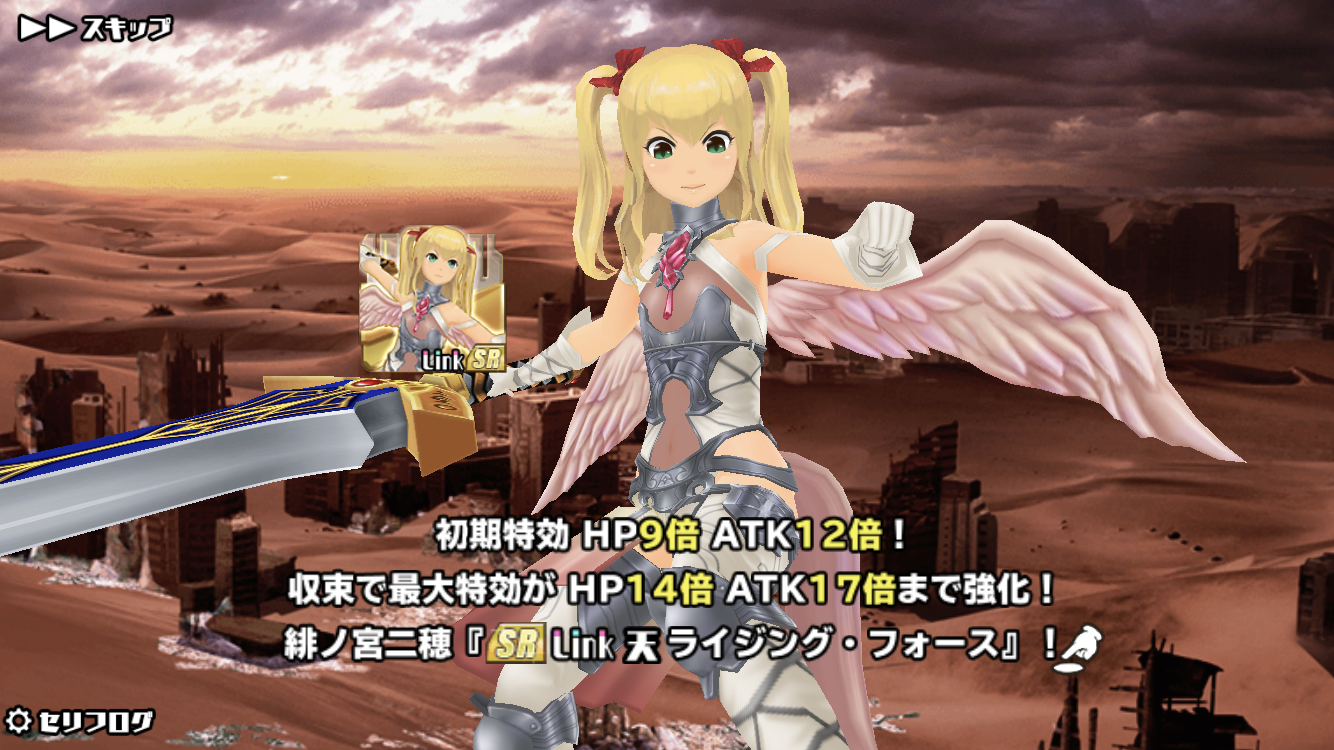 スキップ
Link SR
初期特効 HP9倍 ATK12倍！
収束で最大特効が HP14倍 ATK17倍まで強化！
緋ノ宮二穂『SR Link 天 ライジング・フォース』！
セリフログ